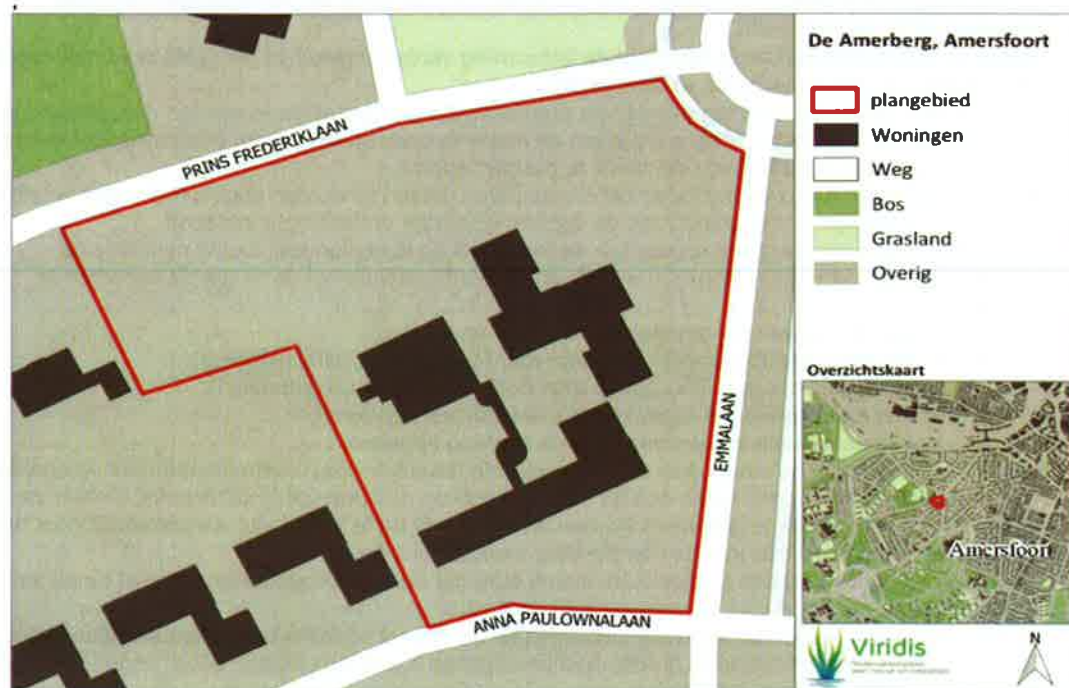 De Amerberg, Amersfoort
plangebied
Woningen
Weg
Bos
Grasland
Overig
Overzichtskaart
Amersfoort
Viridis
N
PRINS FREDERIKLAAN
EMMALAAN
ANNA PAULOWNALAAN